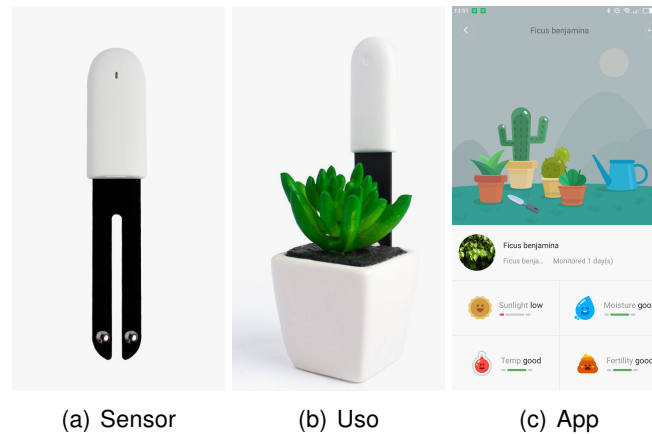 13:51
Ficus benjamina
Ficus benjamina
Ficus benja... Monitored 1 day(s)
Sunlight low
Moisture goo
Temp good
Fertility good
(a) Sensor
(b) Uso
(c) App